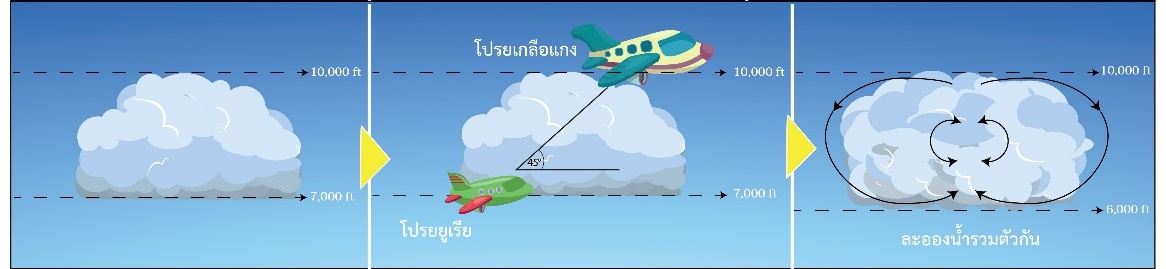 10,000 ft
7,000 ft
โปรยเกลือแกง
10,000 ft
45°
7,000 ft
โปรยยูเรีย
10,000 ft
6,000 ft
ละอองน้ำรวมตัวกัน